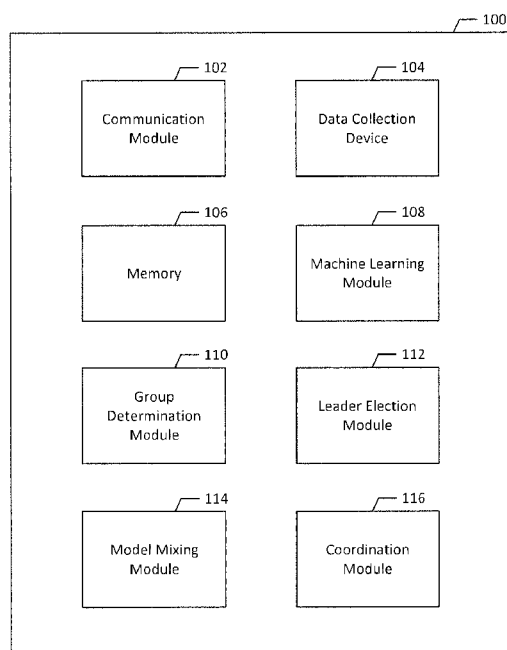 100
102
104
Communication
Module
Data Collection
Device
106
108
Memory
Machine Learning
Module
110
112
Group
Determination
Module
Leader Election
Module
114
116
Model Mixing
Module
Coordination
Module